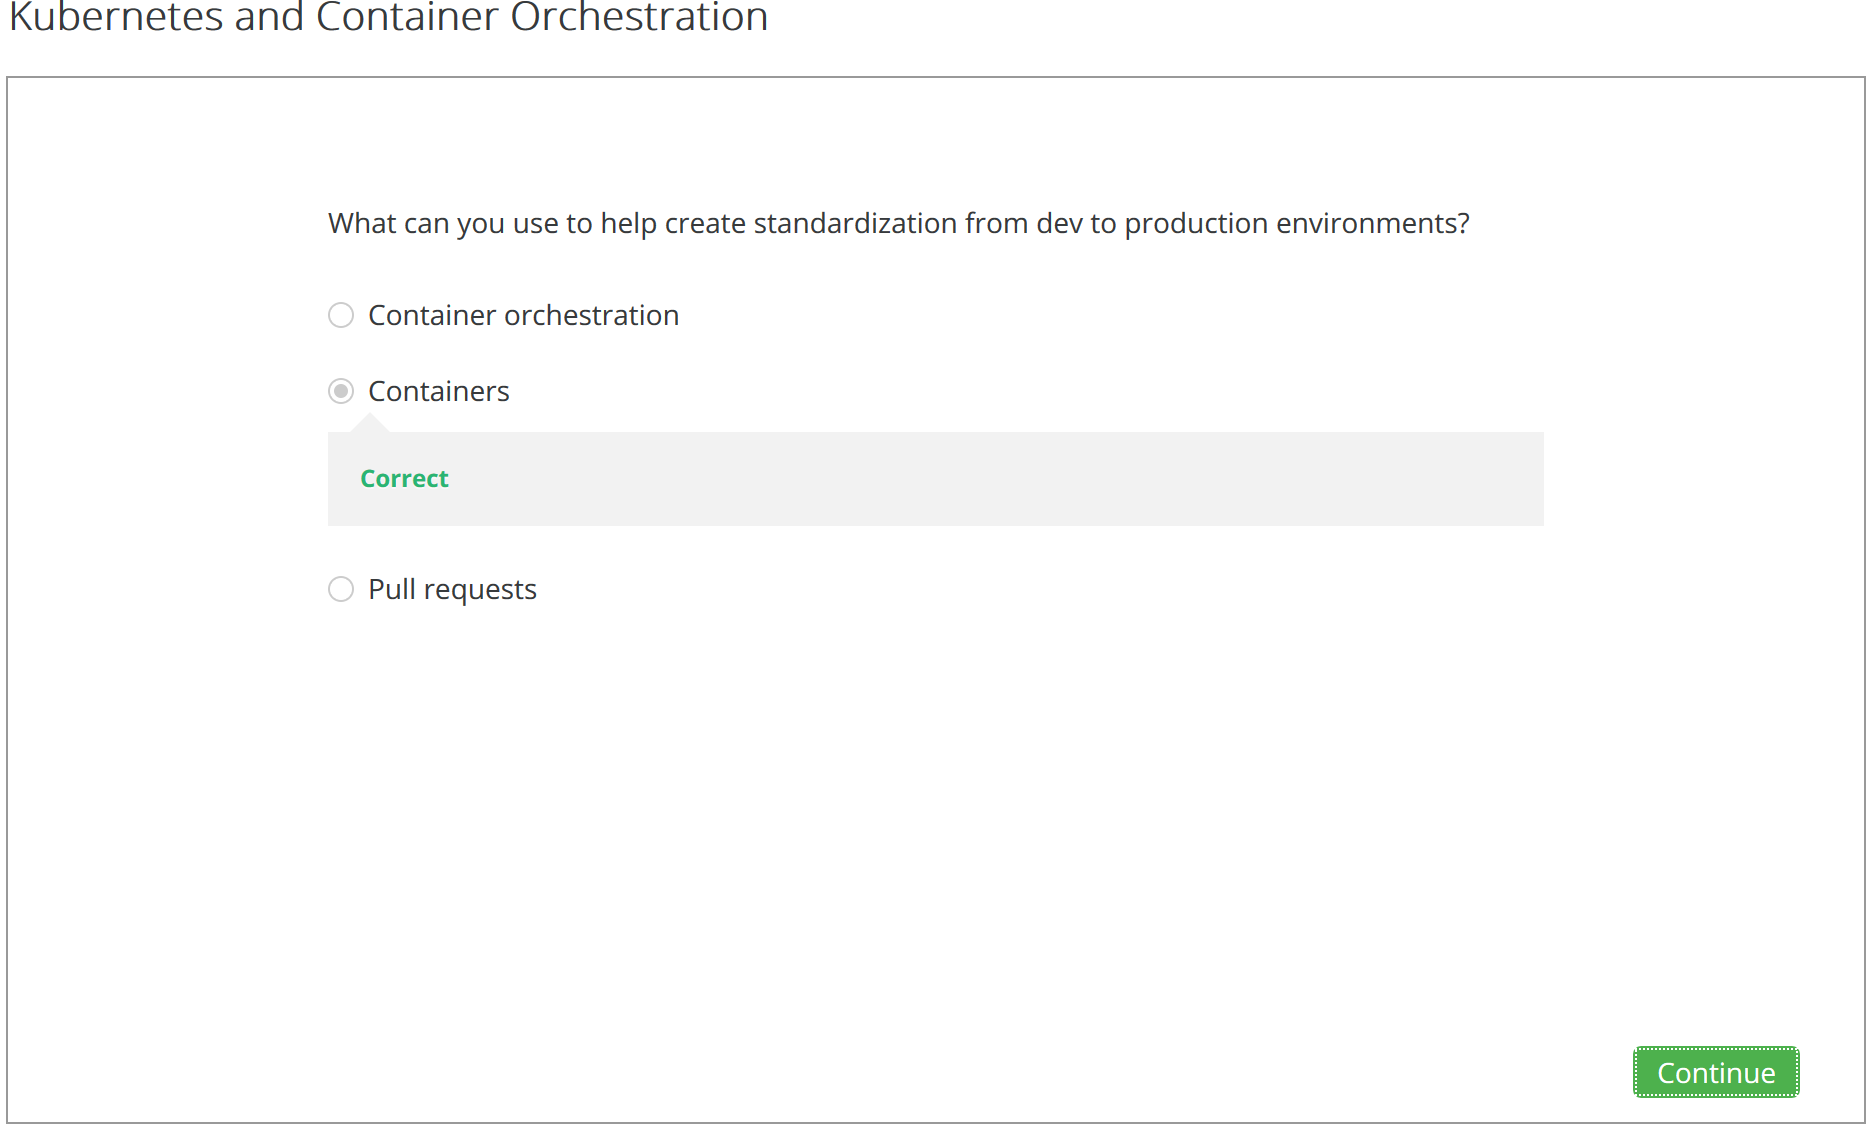 Kubernetes and Container Orchestration
What can you use to help create standardization from dev to production environments?
Container orchestration
Containers
Correct
Pull requests
Continue